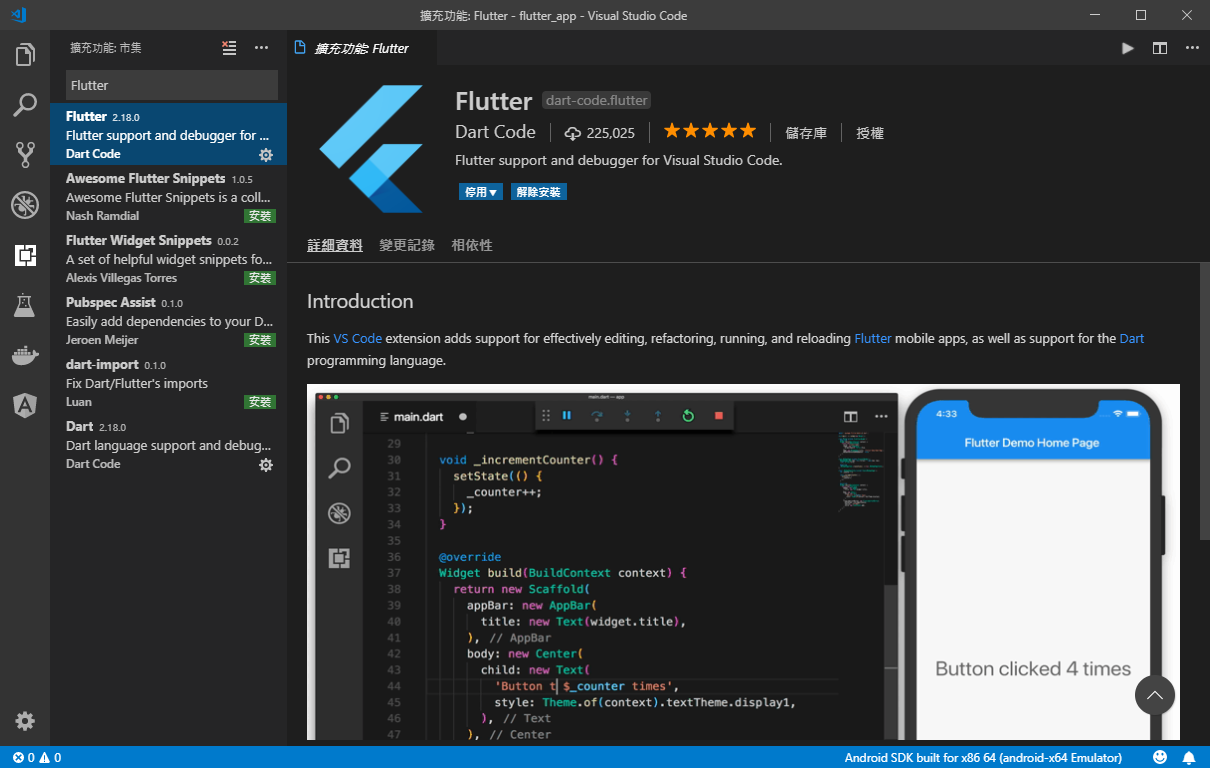 擴充功能: Flutter - flutter_app - Visual Studio Code
擴充功能: 市集
Flutter
Flutter 2.18.0
Flutter support and debugger for ...
Dart Code
Awesome Flutter Snippets 1.0.5
Awesome Flutter Snippets is a coll...
Nash Ramdial 安裝
Flutter Widget Snippets 0.0.2
A set of helpful widget snippets fo...
Alexis Villegas Torres 安裝
Pubspec Assist 0.1.0
Easily add dependencies to your D...
Jeroen Meijer 安裝
dart-import 0.1.0
Fix Dart/Flutter's imports
Luan 安裝
Dart 2.18.0
Dart language support and debug...
Dart Code
擴充功能: Flutter
Flutter dart-code.flutter
Dart Code 225,025 儲存庫 授權
Flutter support and debugger for Visual Studio Code.
停用▼ 解除安裝
詳細資料 變更記錄 相依性
Introduction
This VS Code extension adds support for effectively editing, refactoring, running, and reloading Flutter mobile apps, as well as support for the Dart
programming language.
main.dart — app
main.dart
29
30 void _incrementCounter() {
31 setState(() {
32 _counter++;
33 });
34 }
35
36 @override
37 Widget build(BuildContext context) {
38 return new Scaffold(
39 appBar: new AppBar(
40 title: new Text(widget.title),
41 ), // AppBar
42 body: new Center(
43 child: new Text(
44 'Button t $_counter times',
45 style: Theme.of(context).textTheme.display1,
46 ), // Text
47 ), // Center
4:33
Flutter Demo Home Page
Button clicked 4 times
0 0
Android SDK built for x86 64 (android-x64 Emulator)